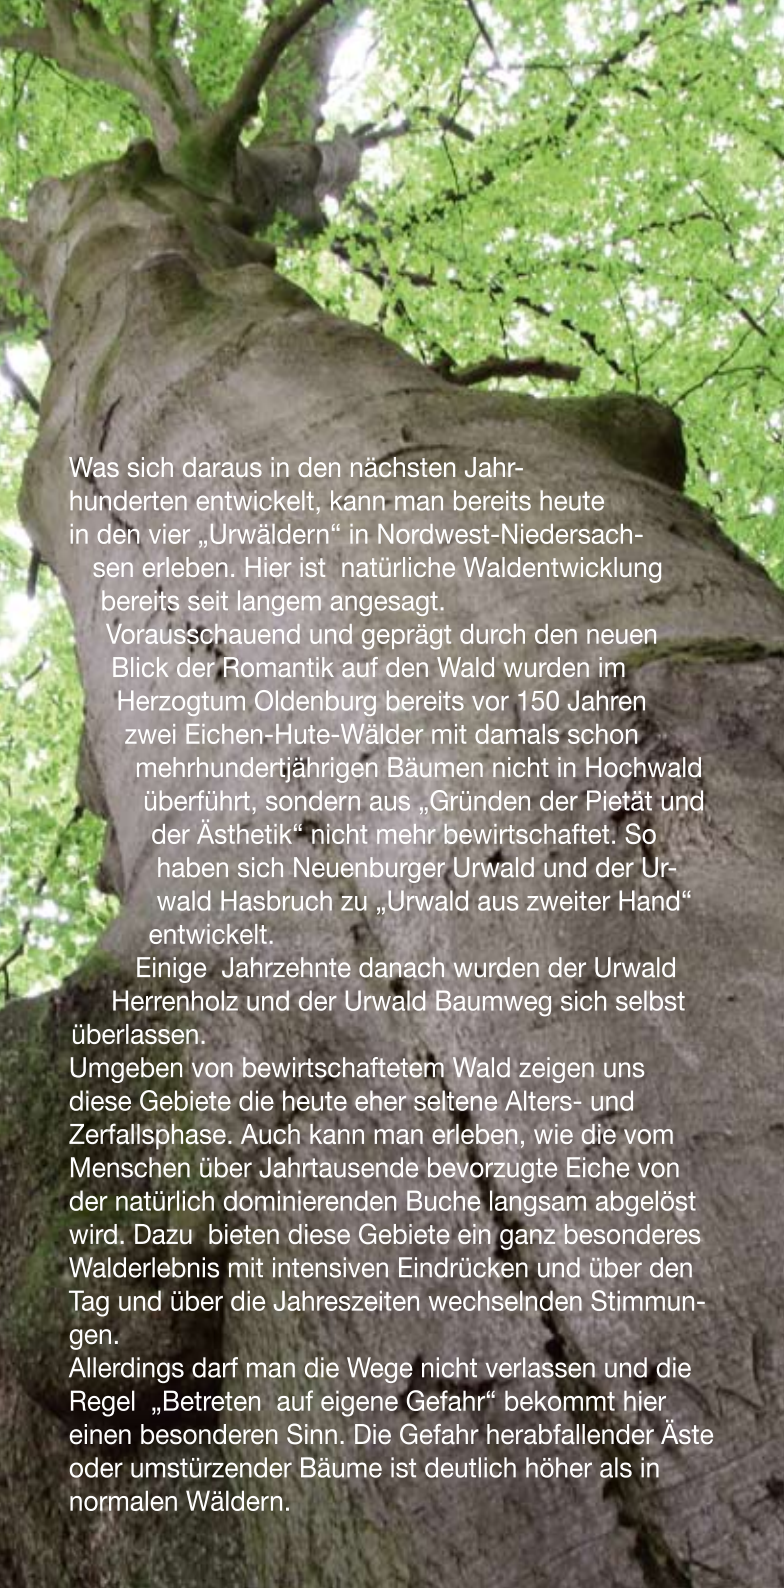 Was sich daraus in den nächsten Jahr-
hunderten entwickelt, kann man bereits heute
in den vier „Urwäldern“ in Nordwest-Niedersach-
sen erleben. Hier ist  natürliche Waldentwicklung
bereits seit langem angesagt.
Vorausschauend und geprägt durch den neuen
Blick der Romantik auf den Wald wurden im
Herzogtum Oldenburg bereits vor 150 Jahren
zwei Eichen-Hute-Wälder mit damals schon
mehrhundertjährigen Bäumen nicht in Hochwald
überführt, sondern aus „Gründen der Pietät und
der Ästhetik“ nicht mehr bewirtschaftet. So
haben sich Neuenburger Urwald und der Ur-
wald Hasbruch zu „Urwald aus zweiter Hand“
entwickelt.
Einige  Jahrzehnte danach wurden der Urwald
Herrenholz und der Urwald Baumweg sich selbst
überlassen.
Umgeben von bewirtschaftetem Wald zeigen uns
diese Gebiete die heute eher seltene Alters- und
Zerfallsphase. Auch kann man erleben, wie die vom
Menschen über Jahrtausende bevorzugte Eiche von
der natürlich dominierenden Buche langsam abgelöst
wird. Dazu  bieten diese Gebiete ein ganz besonderes
Walderlebnis mit intensiven Eindrücken und über den
Tag und über die Jahreszeiten wechselnden Stimmun-
gen.
Allerdings darf man die Wege nicht verlassen und die
Regel  „Betreten  auf eigene Gefahr“ bekommt hier
einen besonderen Sinn. Die Gefahr herabfallender Äste
oder umstürzender Bäume ist deutlich höher als in
normalen Wäldern.